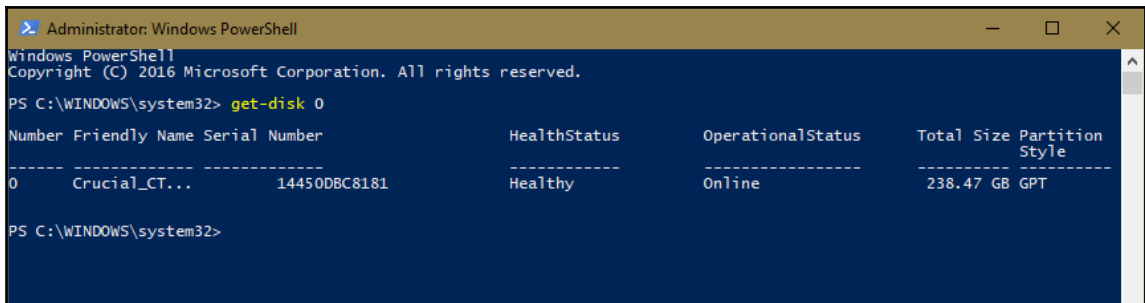 Administrator: Windows PowerShell
Windows PowerShell
Copyright (C) 2016 Microsoft Corporation. All rights reserved.
PS C:\WINDOWS\system32> get-disk 0
Number Friendly Name Serial Number HealthStatus OperationalStatus Total Size Partition
Style
------ ------------- ------------- ------------ ----------------- ---------- ----------
0 Crucial_CT... 14450DBC8181 Healthy Online 238.47 GB GPT
PS C:\WINDOWS\system32>